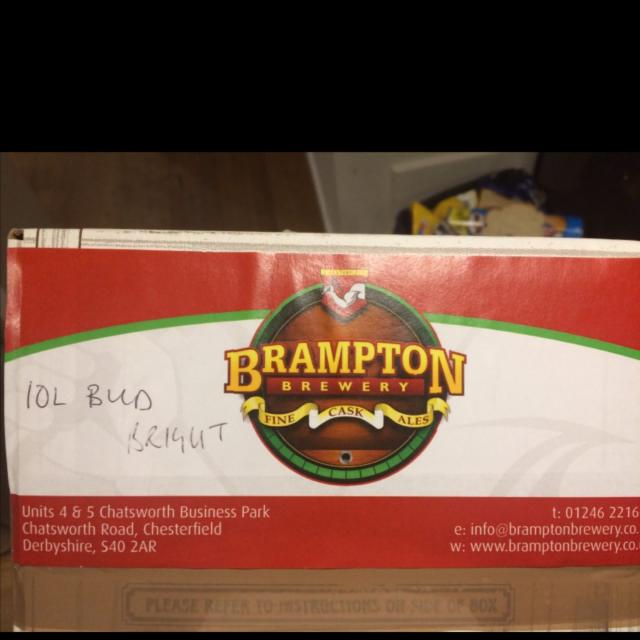 BRAMPTON
BREWERY
FINE CASK ALES
10L BUD
BRIGHT
Units 4 & 5 Chatsworth Business Park
Chatsworth Road, Chesterfield
Derbyshire, S40 2AR
t: 01246 2216
e: info@bramptonbrewery.co.
w: www.bramptonbrewery.co.
PLEASE REFER TO INSTRUCTIONS ON SIDE OF BOX